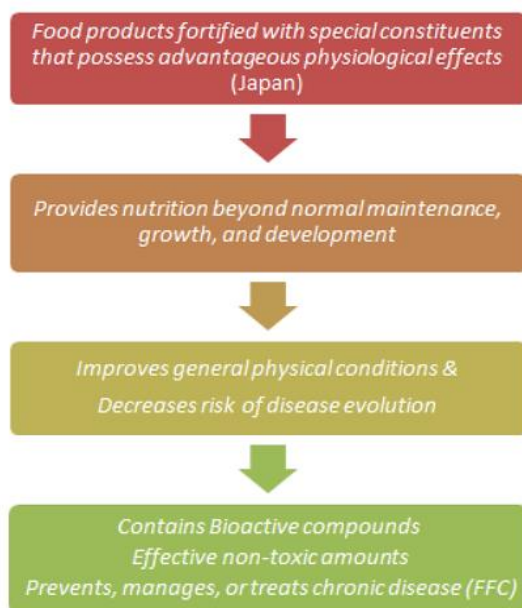 Food products fortified with special constituents
that possess advantageous physiological effects
(Japan)
Provides nutrition beyond normal maintenance,
growth, and development
Improves general physical conditions &
Decreases risk of disease evolution
Contains Bioactive compounds
Effective non-toxic amounts
Prevents, manages, or treats chronic disease (FFC)